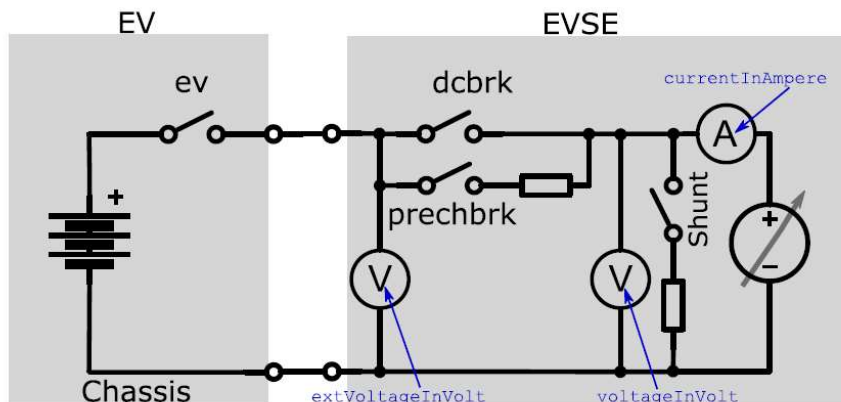 EV
EVSE
ev
dcbrk
currentInAmpere
A
+
prechbrk
Shunt
+
−
V
V
Chassis
extVoltageInVolt
voltageInVolt